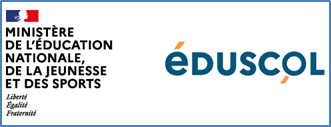 MINISTÈRE
DE L'ÉDUCATION
NATIONALE,
DE LA JEUNESSE
ET DES SPORTS
Liberté
Égalité
Fraternité
éduscol